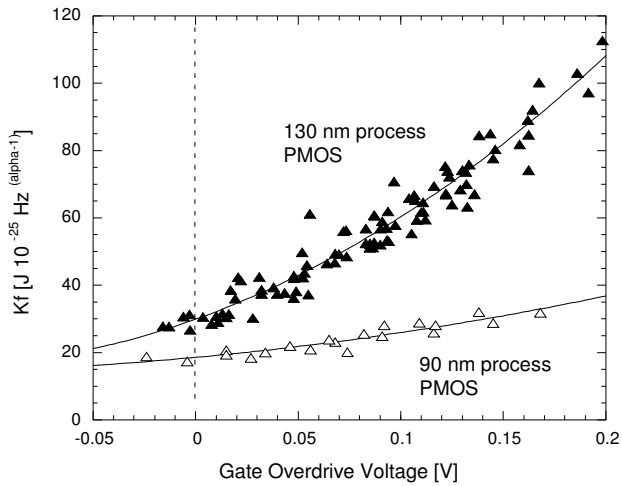 120
100
80
60
40
20
0
Kf [J 10 -25 Hz (alpha-1) ]
130 nm process
PMOS
90 nm process
PMOS
-0.05
0
0.05
0.1
0.15
0.2
Gate Overdrive Voltage [V]